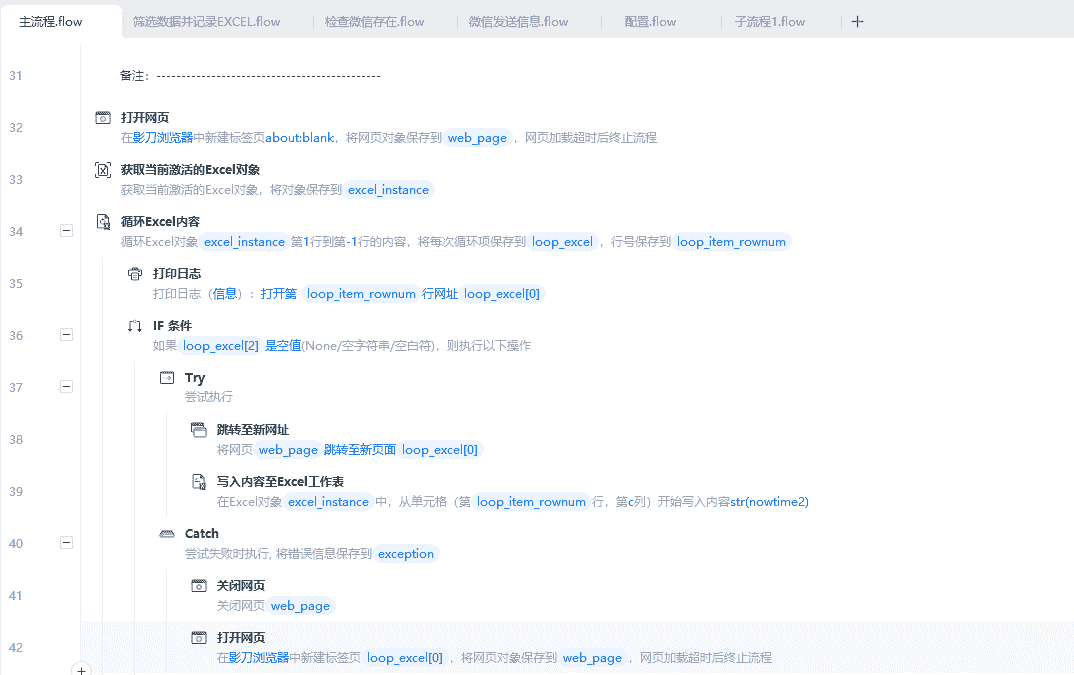 主流程.flow 筛选数据并记录EXCEL.flow 检查微信存在.flow 微信发送信息.flow 配置.flow 子流程1.flow +
31 备注：---------------------------------------------
打开网页
32 在影刀浏览器中新建标签页about:blank，将网页对象保存到 web_page ，网页加载超时后终止流程
获取当前激活的Excel对象
33 获取当前激活的Excel对象，将对象保存到 excel_instance
循环Excel内容
34 循环Excel对象 excel_instance 第1行到第-1行的内容，将每次循环项保存到 loop_excel ，行号保存到 loop_item_rownum
打印日志
35 打印日志（信息）：打开第 loop_item_rownum 行网址 loop_excel[0]
IF 条件
36 如果 loop_excel[2] 是空值(None/空字符串/空白符)，则执行以下操作
Try
37 尝试执行
跳转至新网址
38 将网页 web_page 跳转至新页面 loop_excel[0]
写入内容至Excel工作表
39 在Excel对象 excel_instance 中，从单元格（第 loop_item_rownum 行，第c列）开始写入内容str(nowtime2)
Catch
40 尝试失败时执行, 将错误信息保存到 exception
关闭网页
41 关闭网页 web_page
打开网页
42 在影刀浏览器中新建标签页 loop_excel[0] ，将网页对象保存到 web_page ，网页加载超时后终止流程